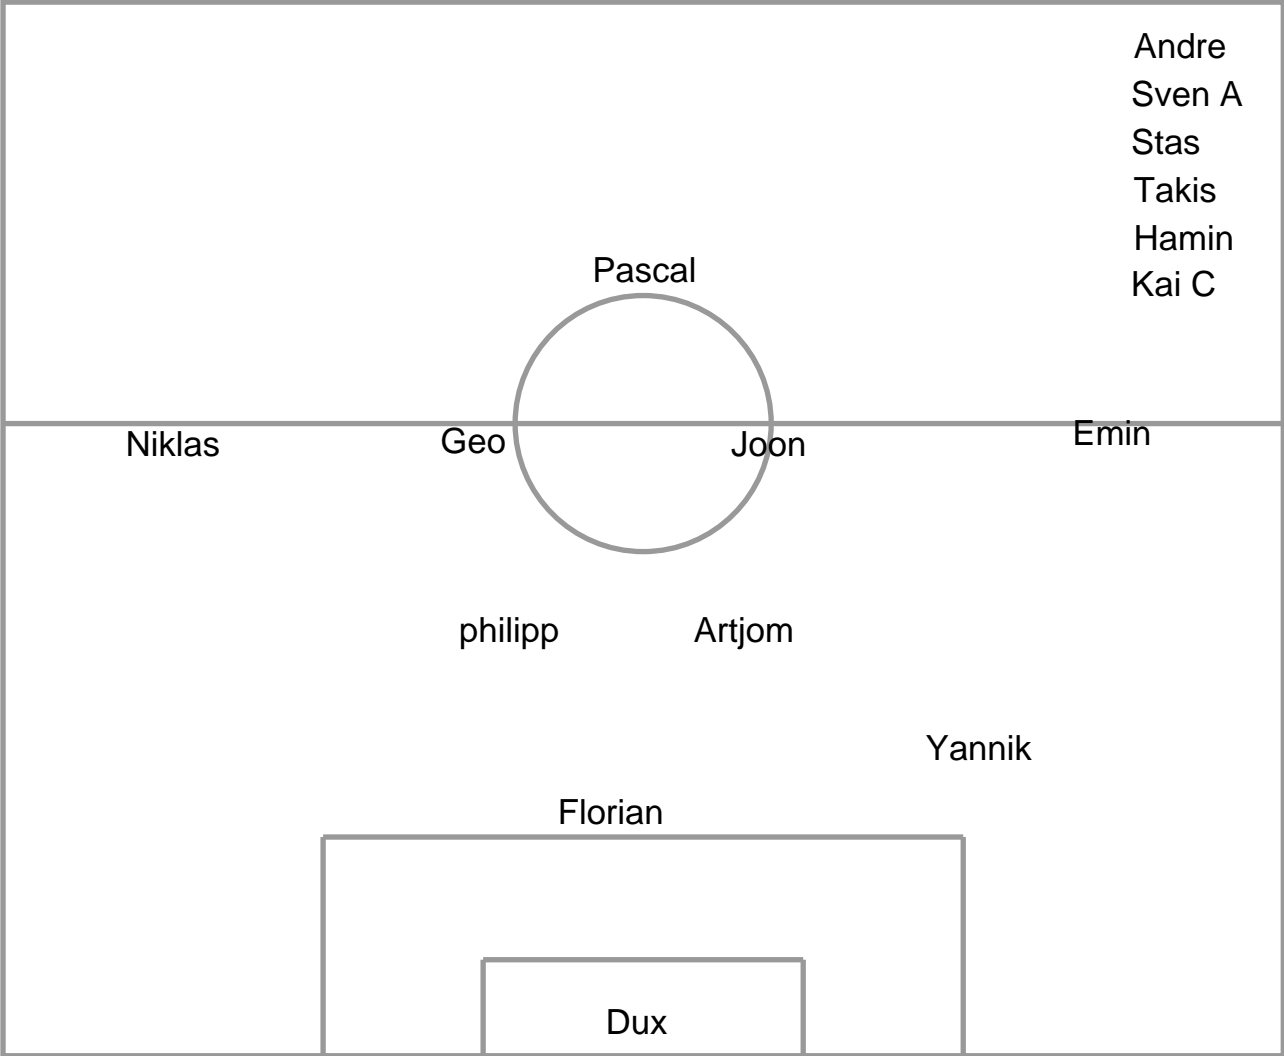 Andre
Sven A
Stas
Takis
Hamin
Kai C
Pascal
Niklas Geo Joon Emin
philipp Artjom
Yannik
Florian
Dux